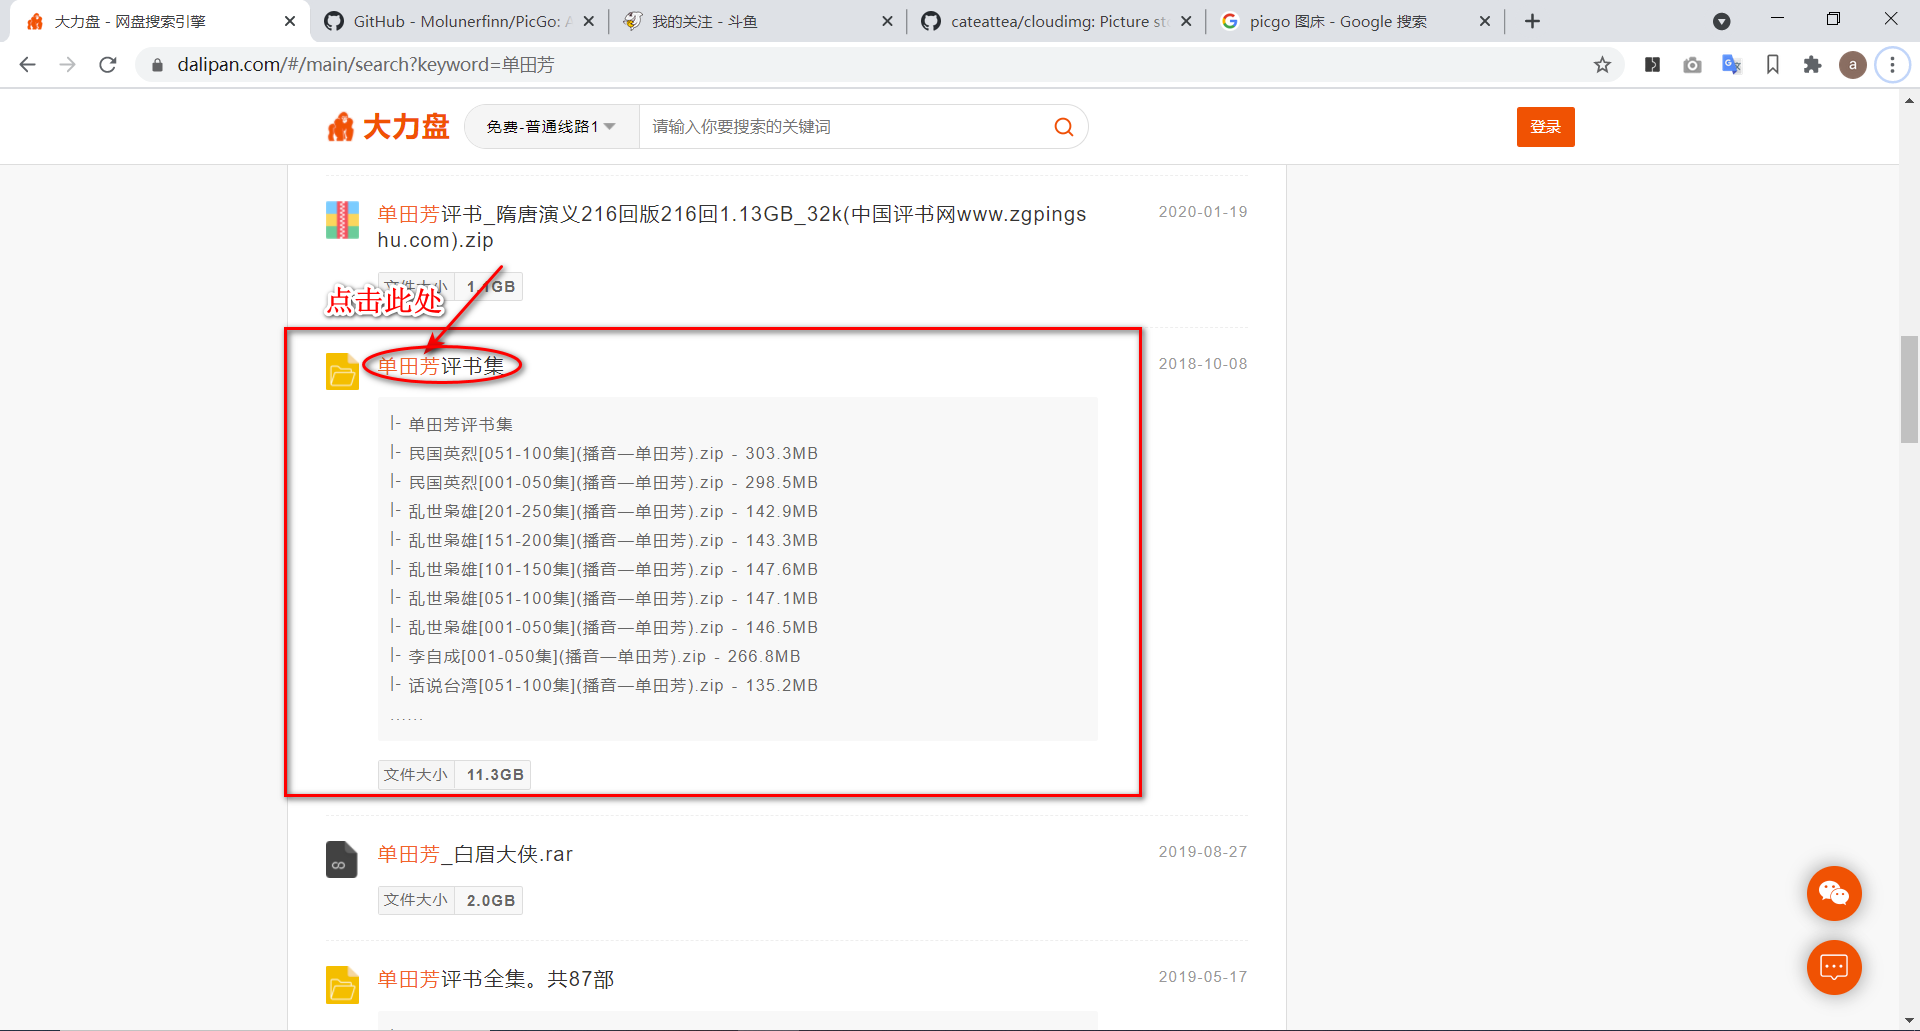 大力盘 - 网盘搜索引擎
GitHub - Molunerfinn/PicGo: A
我的关注 - 斗鱼
cateattea/cloudimg: Picture st
picgo 图床 - Google 搜索
dalipan.com/#/main/search?keyword=单田芳
a
大力盘
免费-普通线路1
请输入你要搜索的关键词
登录
单田芳评书_隋唐演义216回版216回1.13GB_32k(中国评书网www.zgpings
hu.com).zip
2020-01-19
文件大小 1.1GB
点击此处
单田芳评书集
2018-10-08
|- 单田芳评书集
|- 民国英烈[051-100集](播音—单田芳).zip - 303.3MB
|- 民国英烈[001-050集](播音—单田芳).zip - 298.5MB
|- 乱世枭雄[201-250集](播音—单田芳).zip - 142.9MB
|- 乱世枭雄[151-200集](播音—单田芳).zip - 143.3MB
|- 乱世枭雄[101-150集](播音—单田芳).zip - 147.6MB
|- 乱世枭雄[051-100集](播音—单田芳).zip - 147.1MB
|- 乱世枭雄[001-050集](播音—单田芳).zip - 146.5MB
|- 李自成[001-050集](播音—单田芳).zip - 266.8MB
|- 话说台湾[051-100集](播音—单田芳).zip - 135.2MB
......
文件大小 11.3GB
单田芳_白眉大侠.rar
2019-08-27
文件大小 2.0GB
单田芳评书全集。共87部
2019-05-17